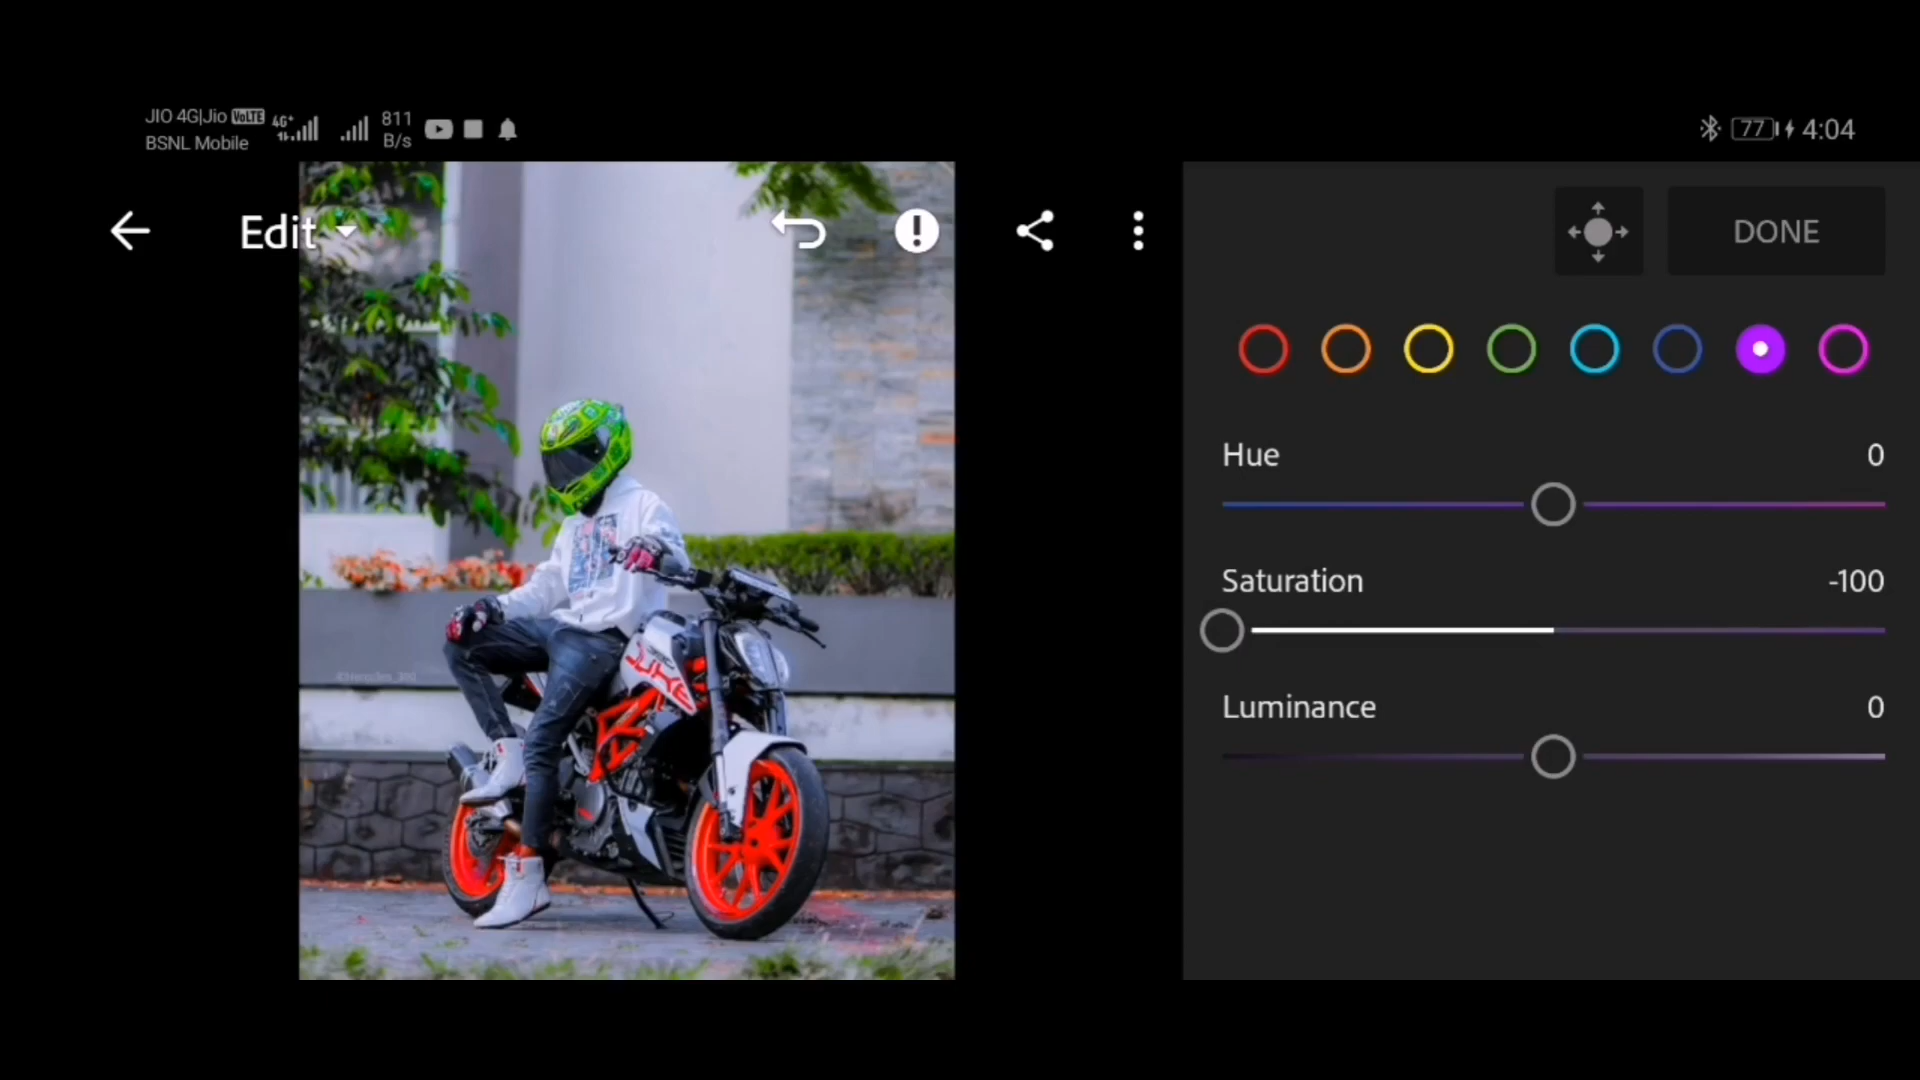 JIO 4G|Jio VoLTE
BSNL Mobile
4G+
811
B/s
77
4:04
Edit
DONE
Hue 0
Saturation -100
Luminance 0
DUKE